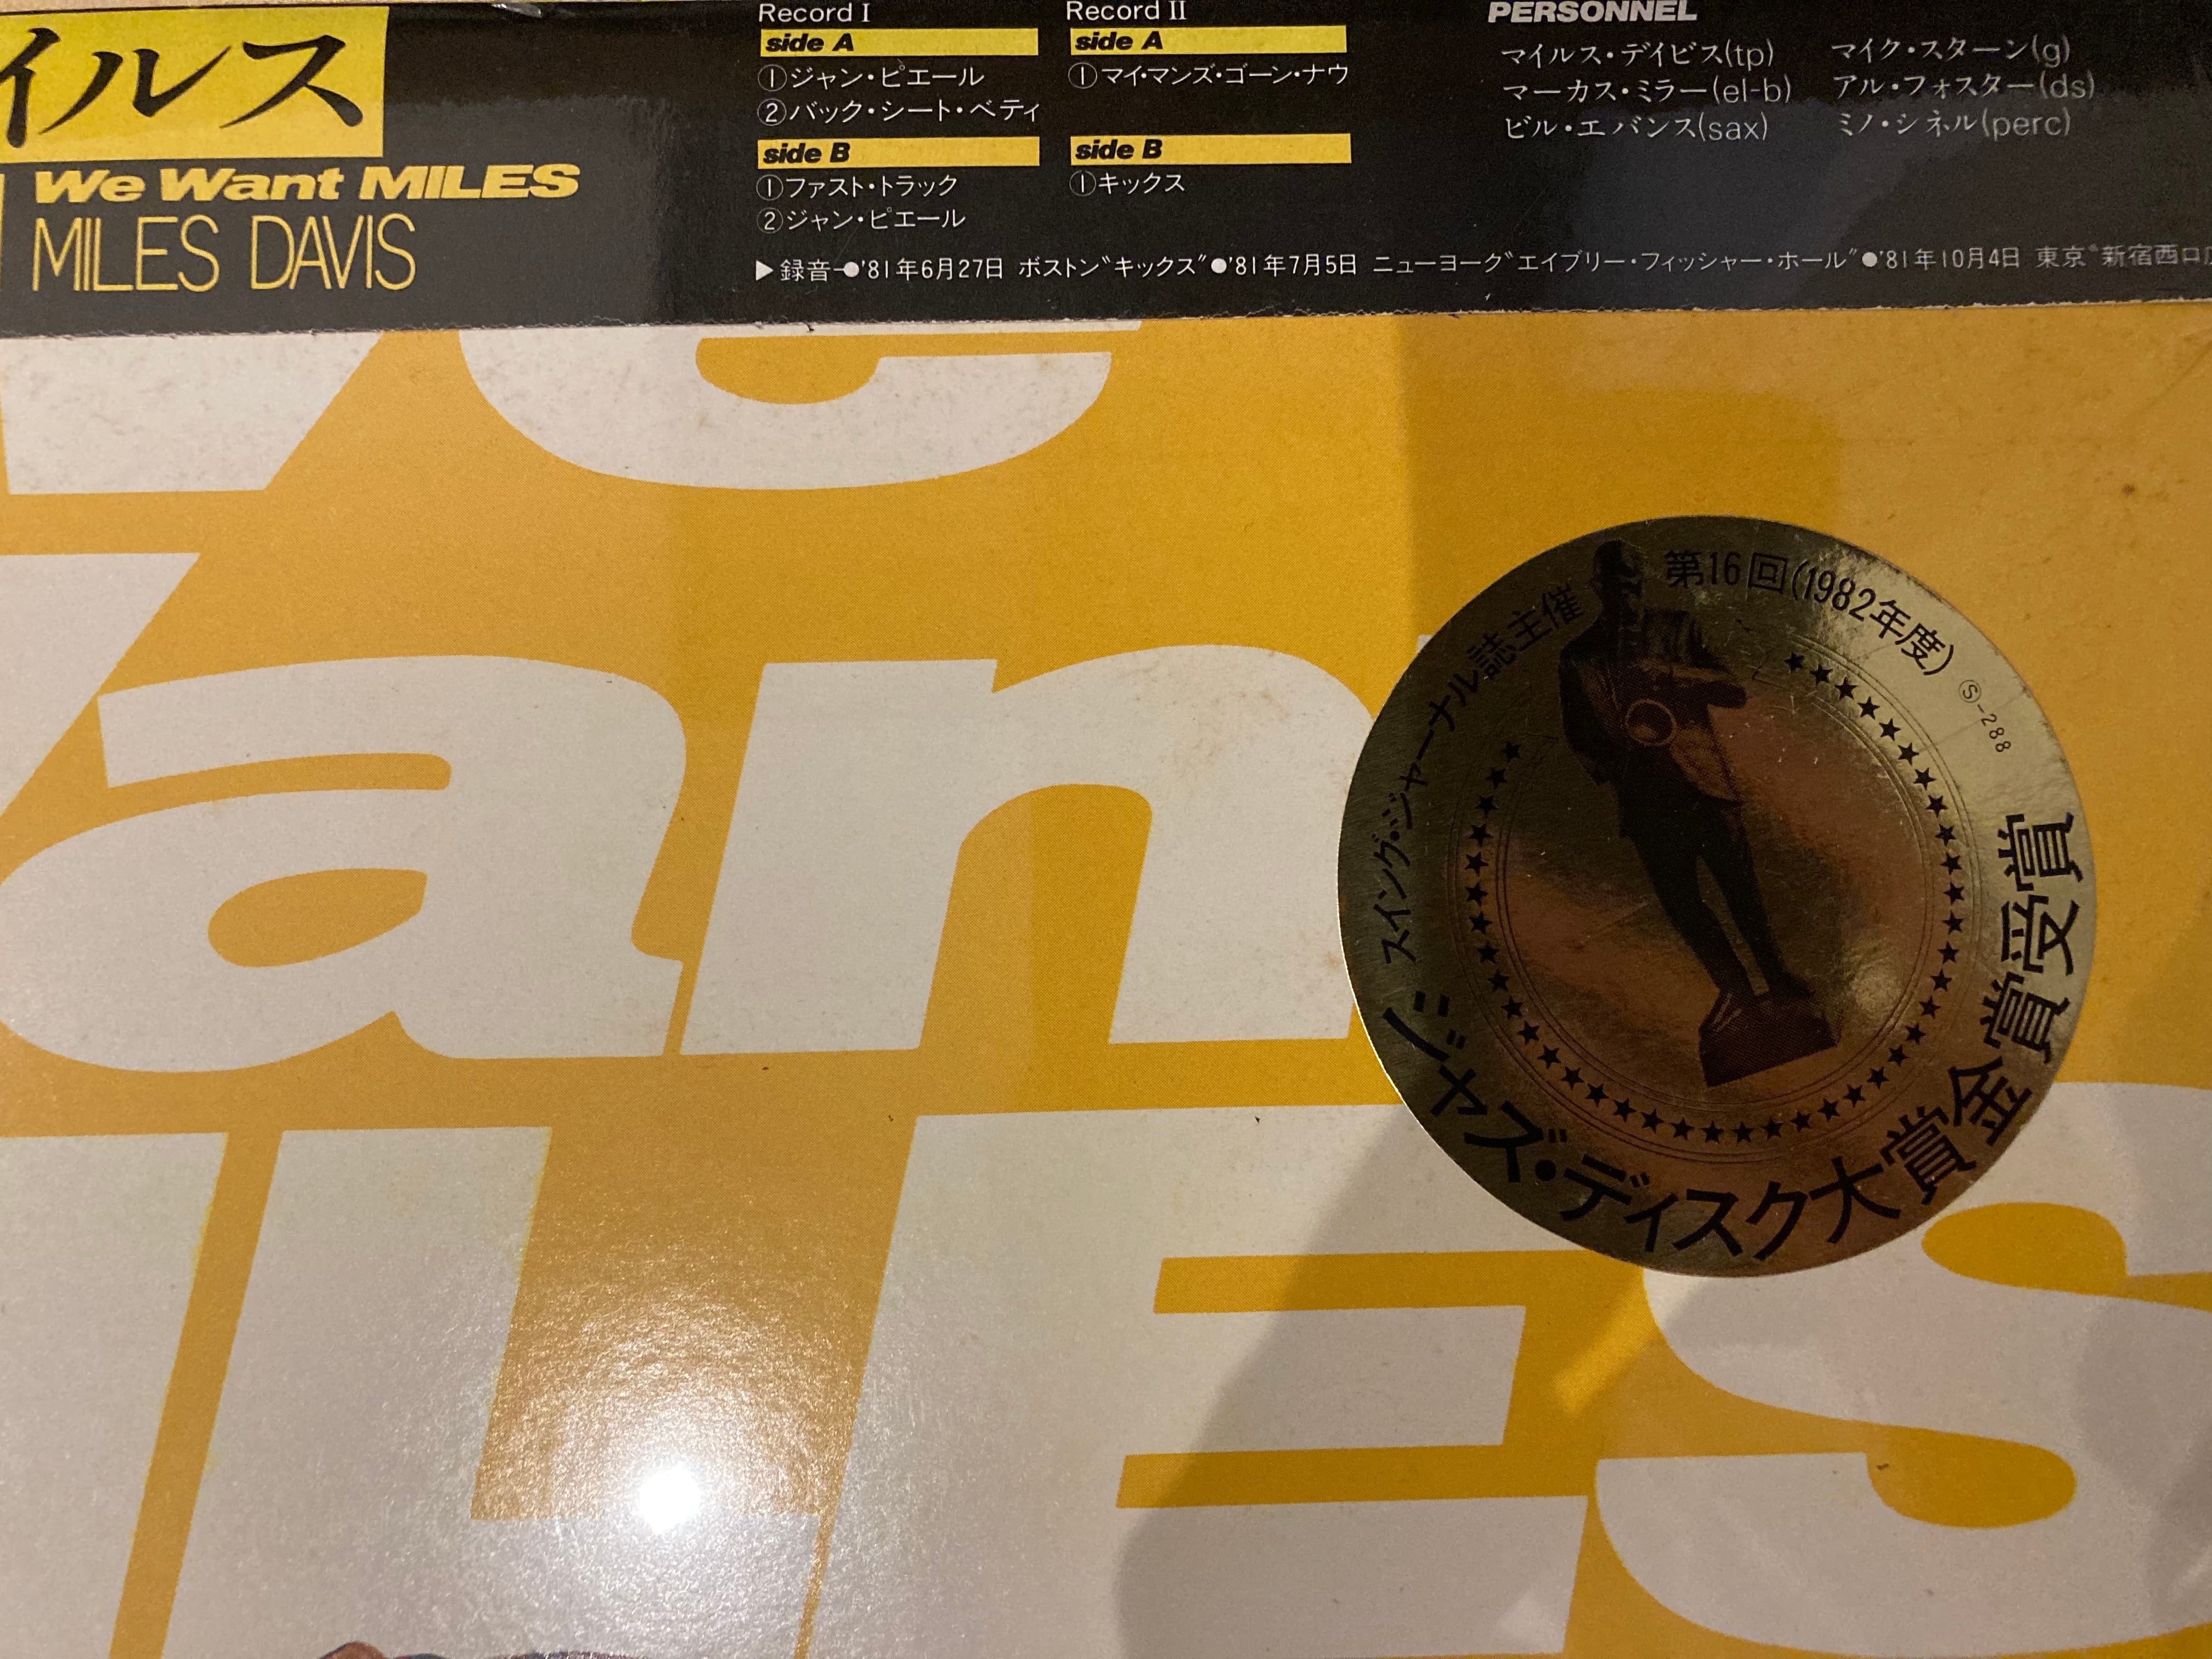 イルス
We Want MILES
MILES DAVIS
Record I
side A
①ジャン・ピエール
②バック・シート・ベティ
side B
①ファスト・トラック
②ジャン・ピエール
Record II
side A
①マイ・マンズ・ゴーン・ナウ
side B
①キックス
PERSONNEL
マイルス・デイビス(tp)
マーカス・ミラー(el-b)
ビル・エバンス(sax)
マイク・スターン(g)
アル・フォスター(ds)
ミノ・シネル(perc)
▶録音─●'81年6月27日 ボストン“キックス”●'81年7月5日 ニューヨーク“エイブリー・フィッシャー・ホール”●'81年10月4日 東京“新宿西口
We
Want
MILES
スイング・ジャーナル誌主催 第16回(1982年度)
Ⓢ-288
ジャズ・ディスク大賞金賞受賞